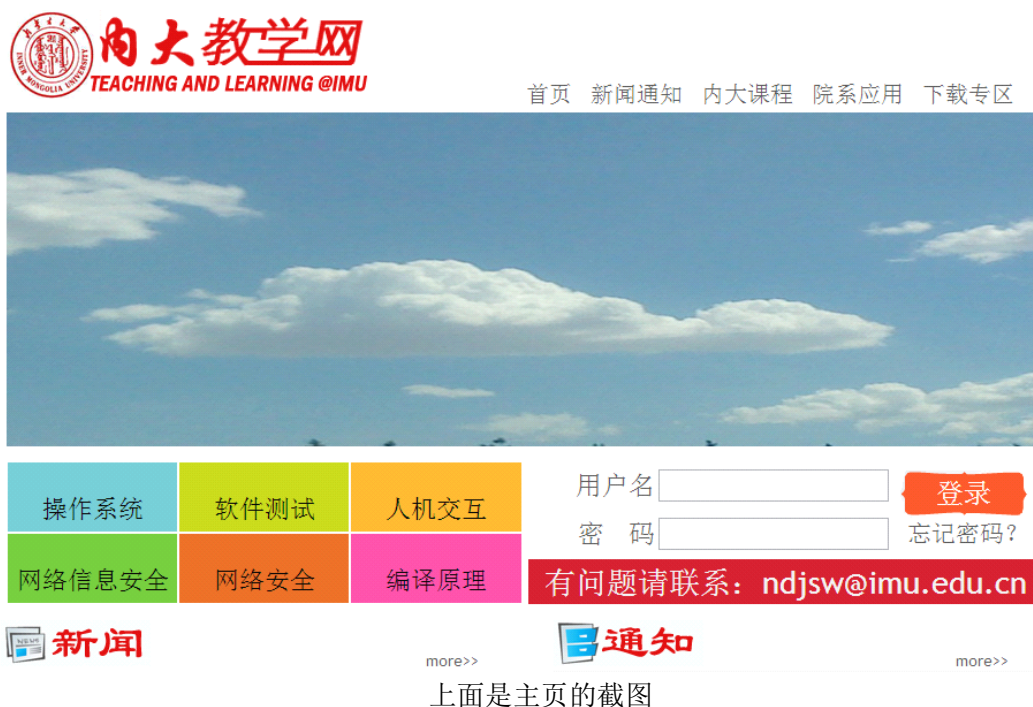 内大教学网
TEACHING AND LEARNING @IMU
INNER MONGOLIA UNIVERSITY
首页 新闻通知 内大课程 院系应用 下载专区
操作系统 软件测试 人机交互
网络信息安全 网络安全 编译原理
用户名
登录
密 码
忘记密码?
有问题请联系：ndjsw@imu.edu.cn
新闻
more>>
通知
more>>
上面是主页的截图